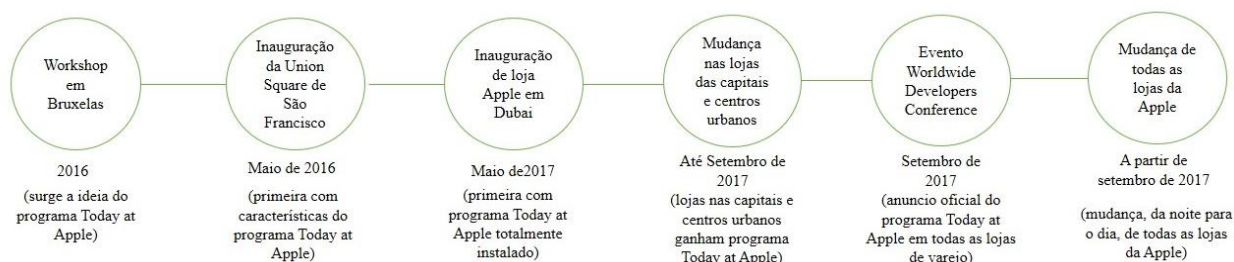 Workshop
em
Bruxelas
2016
(surge a ideia do
programa Today at
Apple)
Inauguração
da Union
Square de
São
Francisco
Maio de 2016
(primeira com
características do
programa Today at
Apple)
Inauguração
de loja
Apple em
Dubai
Maio de2017
(primeira com
programa Today at
Apple totalmente
instalado)
Mudança
nas lojas
das capitais
e centros
urbanos
Até Setembro de
2017
(lojas nas capitais e
centros urbanos
ganham programa
Today at Apple)
Evento
Worldwide
Developers
Conference
Setembro de
2017
(anuncio oficial do
programa Today at
Apple em todas as lojas
de varejo)
Mudança de
todas as
lojas da
Apple
A partir de
setembro de 2017
(mudança, da noite para
o dia, de todas as lojas
da Apple)